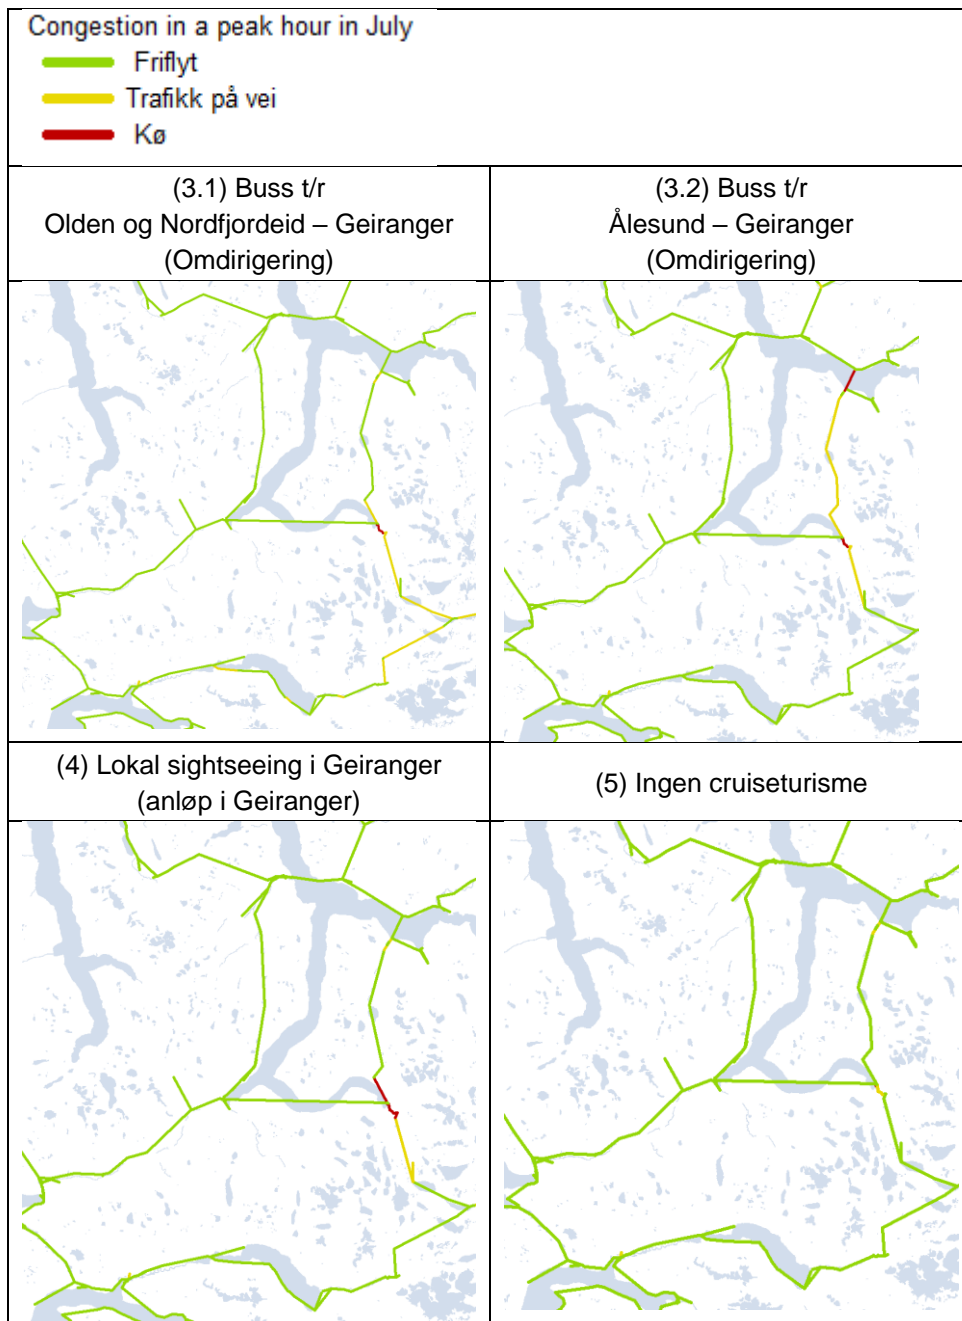 Congestion in a peak hour in July
Friflyt
Trafikk på vei
Kø
(3.1) Buss t/r
Olden og Nordfjordeid – Geiranger
(Omdirigering)
(3.2) Buss t/r
Ålesund – Geiranger
(Omdirigering)
(4) Lokal sightseeing i Geiranger
(anløp i Geiranger)
(5) Ingen cruiseturisme